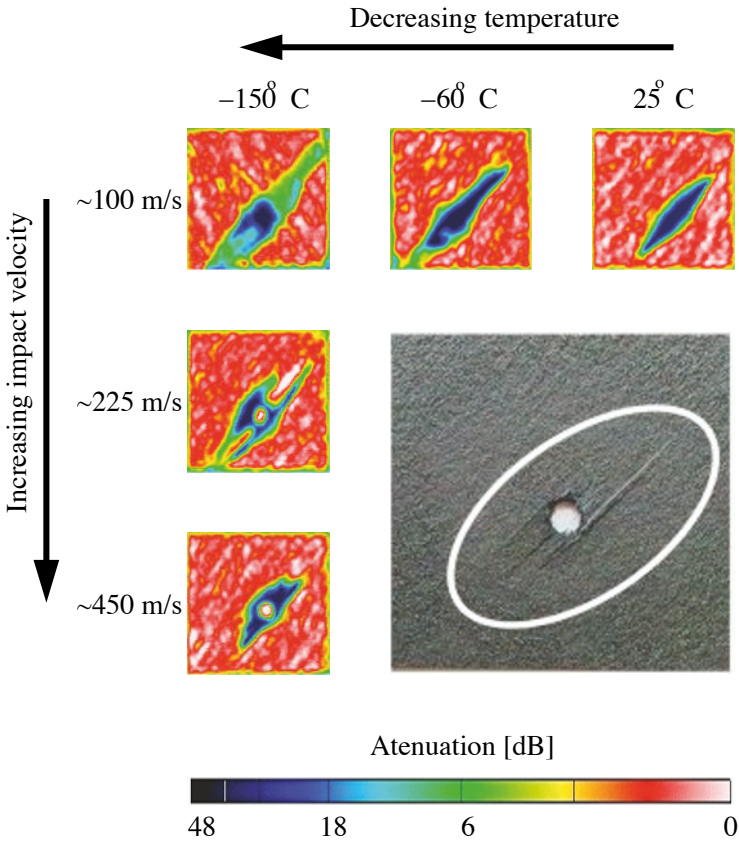 Decreasing temperature
−150° C
−60° C
25° C
~100 m/s
~225 m/s
~450 m/s
Increasing impact velocity
Atenuation [dB]
48 18 6 0